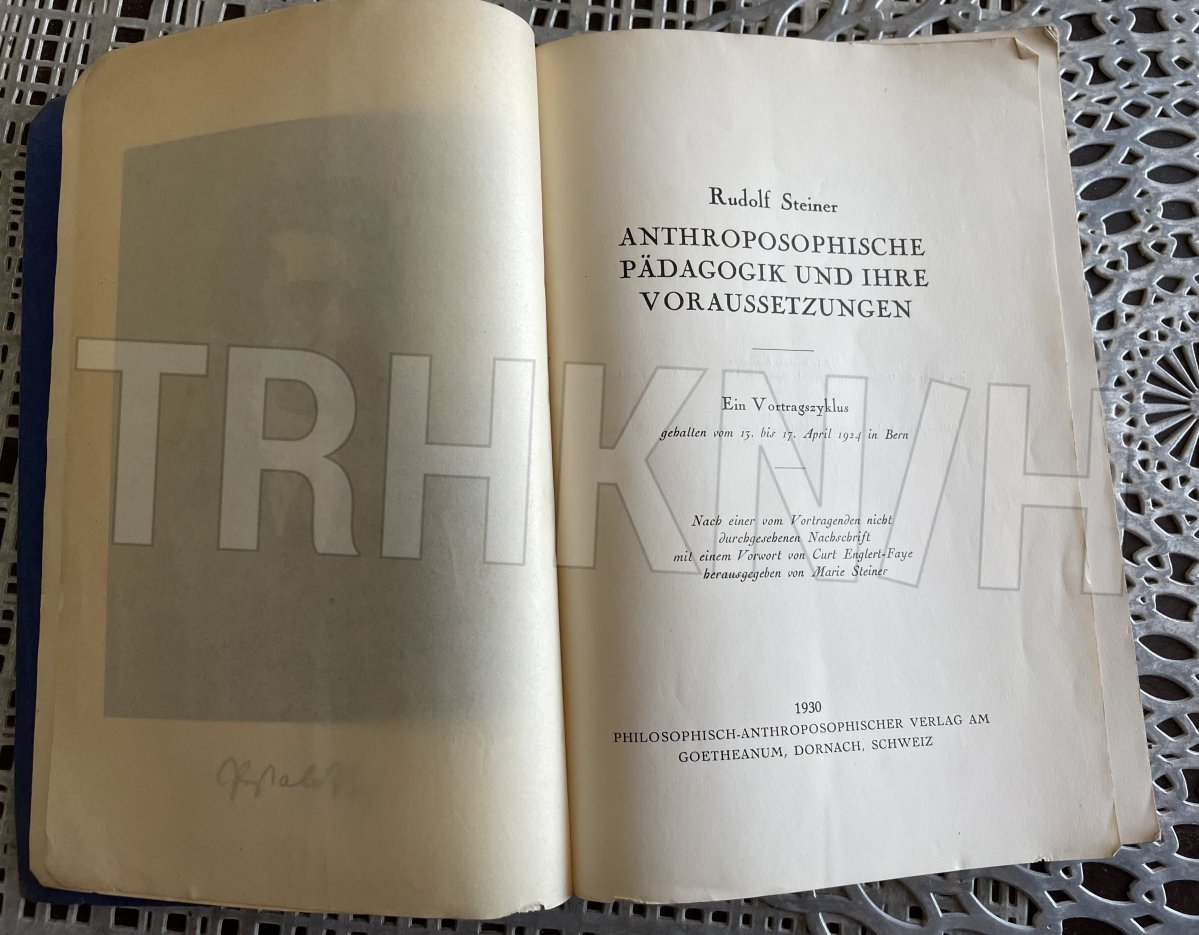 Rudolf Steiner
ANTHROPOSOPHISCHE
PÄDAGOGIK UND IHRE
VORAUSSETZUNGEN
Ein Vortragszyklus
gehalten vom 13. bis 17. April 1924 in Bern
Nach einer vom Vortragenden nicht
durchgesehenen Nachschrift
mit einem Vorwort von Curt Englert-Faye
herausgegeben von Marie Steiner
1930
PHILOSOPHISCH-ANTHROPOSOPHISCHER VERLAG AM
GOETHEANUM, DORNACH, SCHWEIZ
TRHKN/H